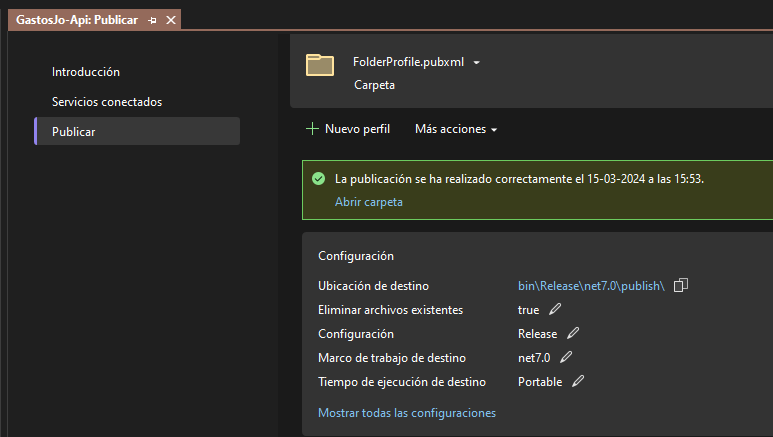 GastosJo-Api: Publicar
Introducción
Servicios conectados
Publicar
FolderProfile.pubxml
Carpeta
Nuevo perfil Más acciones
La publicación se ha realizado correctamente el 15-03-2024 a las 15:53.
Abrir carpeta
Configuración
Ubicación de destino bin\Release\net7.0\publish\
Eliminar archivos existentes true
Configuración Release
Marco de trabajo de destino net7.0
Tiempo de ejecución de destino Portable
Mostrar todas las configuraciones